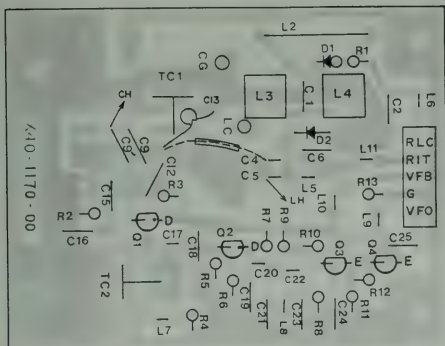 L2
CG
D1
R1
TC1
CH
C13
L3
C1
L4
C2
L6
LC
D2
C9
C9
C4
C6
L11
RLC
RIT
VFB
G
VFO
C12
C5
L5
LH
L10
R13
410-1170-00
C15
R3
R2
C16
Q1
D
C17
C18
Q2
D
R7
R9
R10
L9
Q3
E
Q4
E
C25
TC2
R5
R6
C20
C22
R12
C19
C21
L8
C23
R8
C24
R11
L7
R4